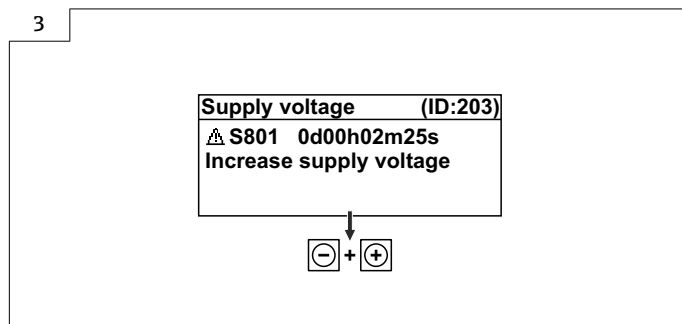 3
Supply voltage (ID:203)
⚠ S801 0d00h02m25s
Increase supply voltage
- + +